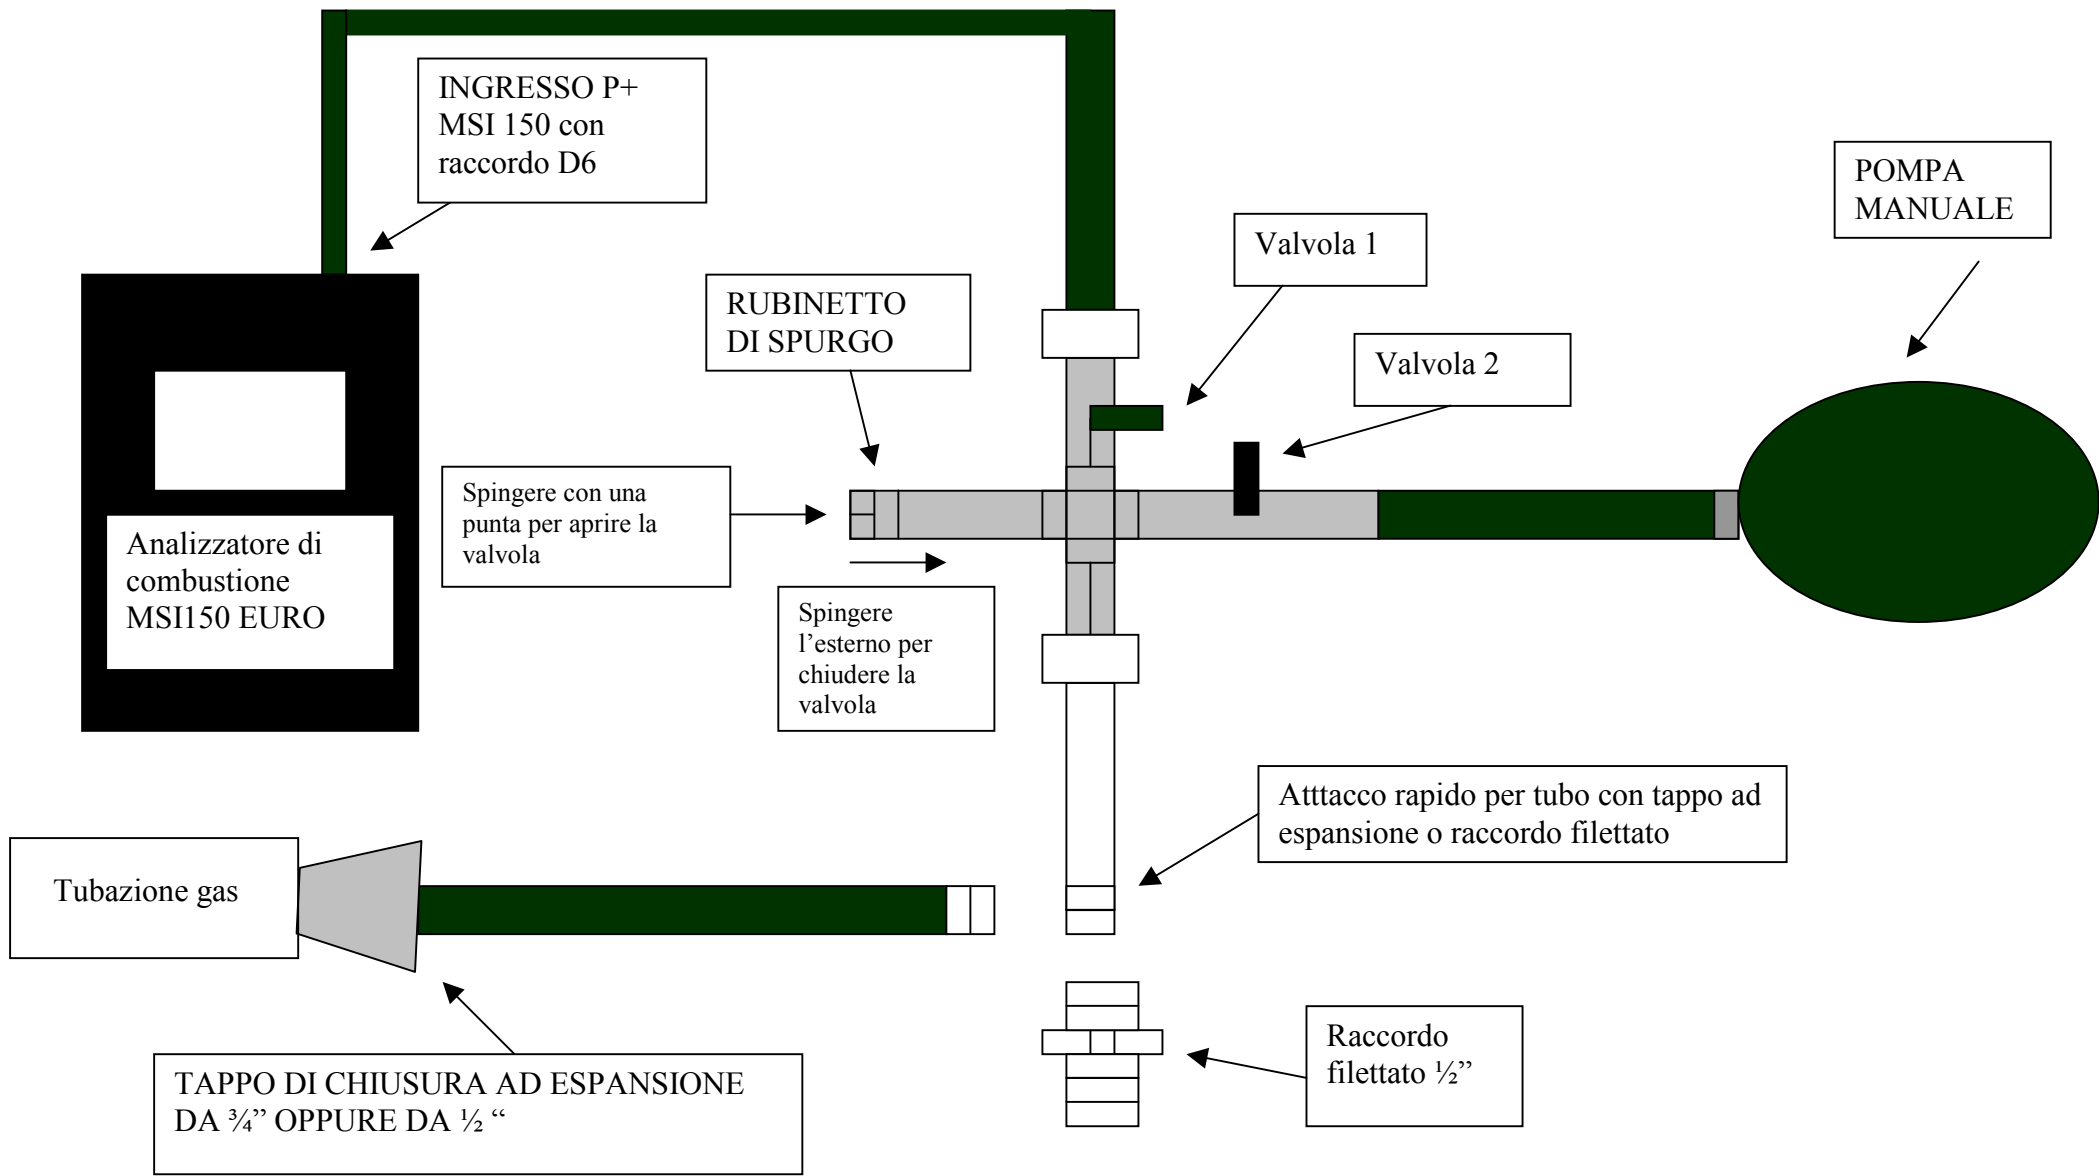 INGRESSO P+
MSI 150 con
raccordo D6
POMPA
MANUALE
Valvola 1
RUBINETTO
DI SPURGO
Valvola 2
Spingere con una
punta per aprire la
valvola
Analizzatore di
combustione
MSI150 EURO
Spingere
l’esterno per
chiudere la
valvola
Atttacco rapido per tubo con tappo ad
espansione o raccordo filettato
Tubazione gas
Raccordo
filettato ½”
TAPPO DI CHIUSURA AD ESPANSIONE
DA ¾” OPPURE DA ½ “